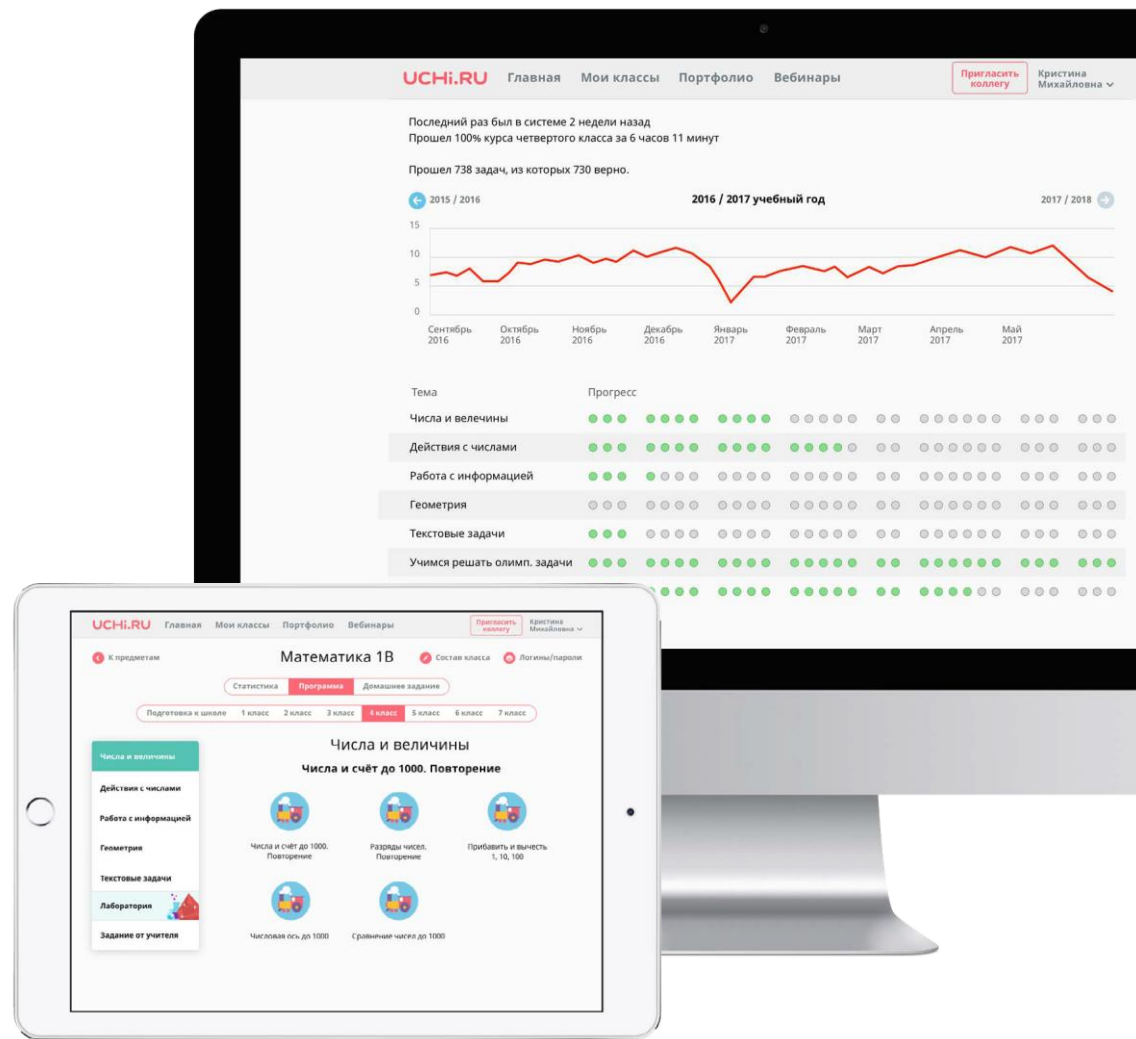 UCHi.RU Главная Мои классы Портфолио Вебинары Пригласить коллегу Кристина Михайловна
Последний раз был в системе 2 недели назад
Прошел 100% курса четвертого класса за 6 часов 11 минут
Прошел 738 задач, из которых 730 верно.
2015 / 2016 2016 / 2017 учебный год 2017 / 2018
15
10
5
0
Сентябрь Октябрь Ноябрь Декабрь Январь Февраль Март Апрель Май
2016 2016 2016 2016 2017 2017 2017 2017 2017
Тема Прогресс
Числа и велечины
Действия с числами
Работа с информацией
Геометрия
Текстовые задачи
Учимся решать олимп. задачи
UCHi.RU Главная Мои классы Портфолио Вебинары Пригласить коллегу Кристина Михайловна
К предметам Математика 1В Состав класса Логины/пароли
Статистика Программа Домашнее задание
Подготовка к школе 1 класс 2 класс 3 класс 4 класс 5 класс 6 класс 7 класс
Числа и величины
Действия с числами
Работа с информацией
Геометрия
Текстовые задачи
Лаборатория
Задание от учителя
Числа и величины
Числа и счёт до 1000. Повторение
Числа и счёт до 1000. Повторение
Разряды чисел. Повторение
Прибавить и вычесть 1, 10, 100
Числовая ось до 1000
Сравнение чисел до 1000